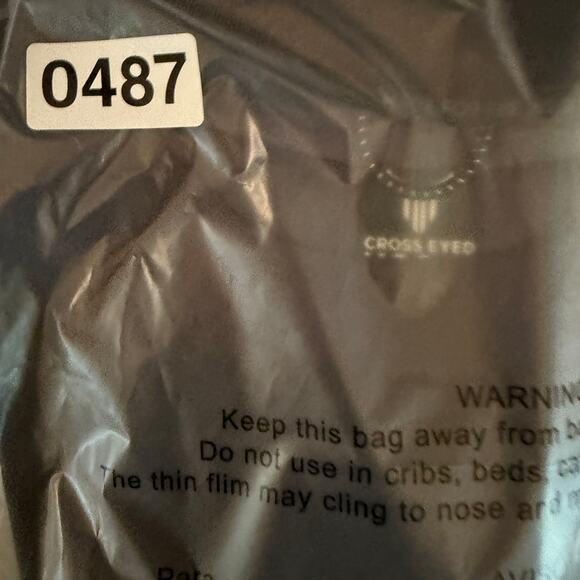 0487
CROSS EYED
WARNIN
Keep this bag away from b
Do not use in cribs, beds, ca
The thin flim may cling to nose and